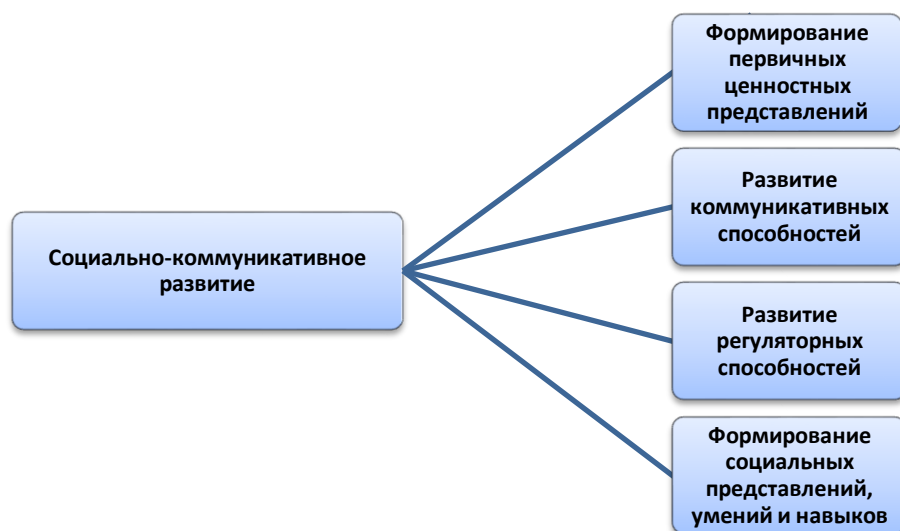 Социально-коммуникативное
развитие
Формирование
первичных
ценностных
представлений
Развитие
коммуникативных
способностей
Развитие
регуляторных
способностей
Формирование
социальных
представлений,
умений и навыков